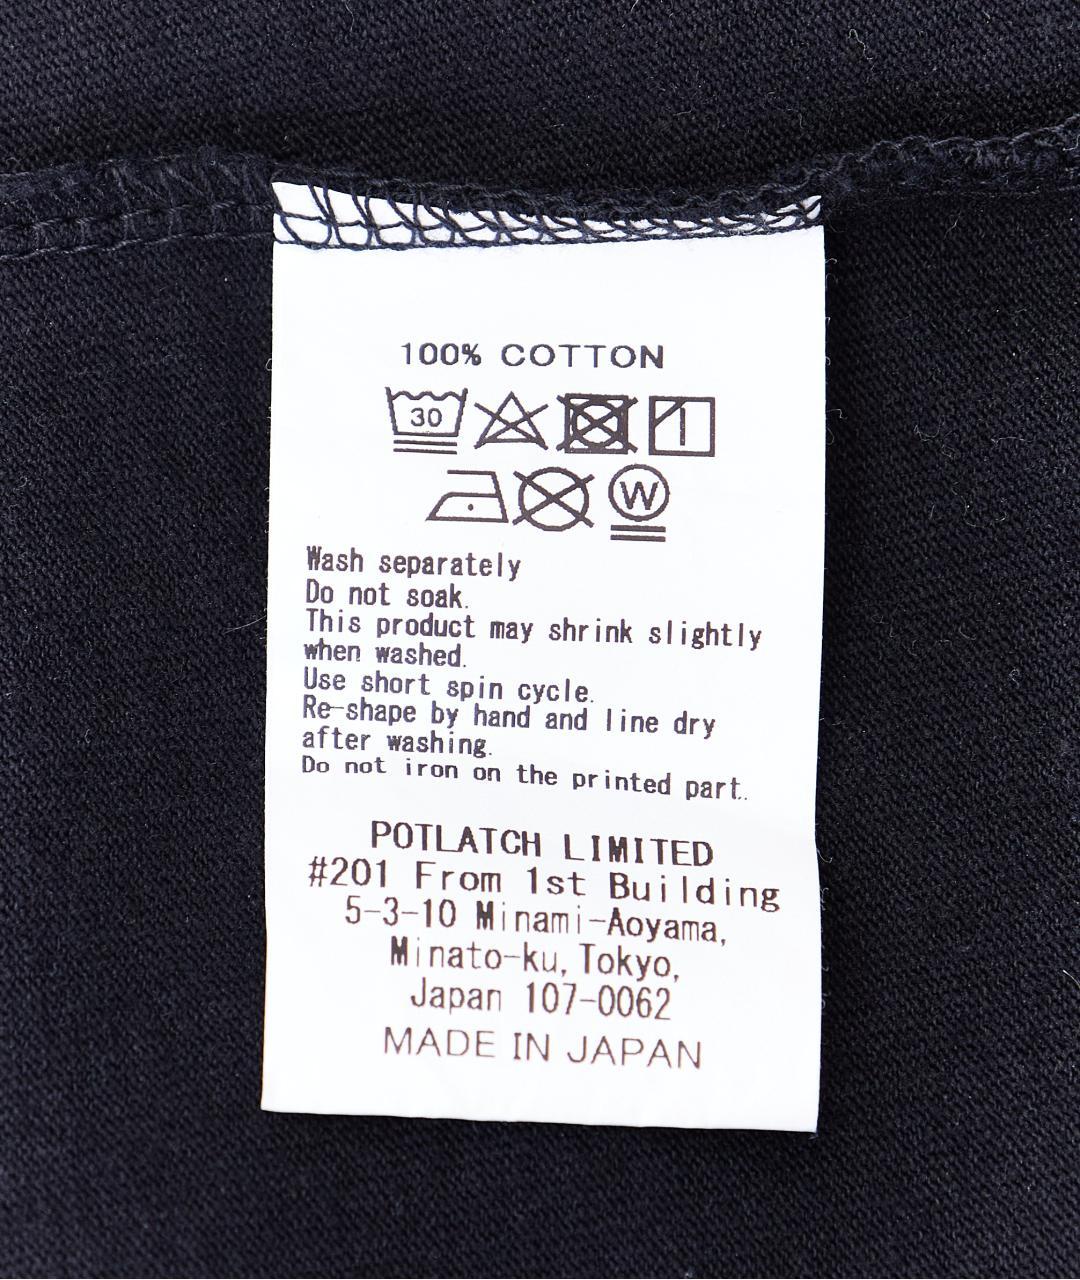 100% COTTON
30
W
Wash separately
Do not soak.
This product may shrink slightly
when washed.
Use short spin cycle.
Re-shape by hand and line dry
after washing.
Do not iron on the printed part..
POTLATCH LIMITED
#201 From 1st Building
5-3-10 Minami-Aoyama,
Minato-ku, Tokyo,
Japan 107-0062
MADE IN JAPAN